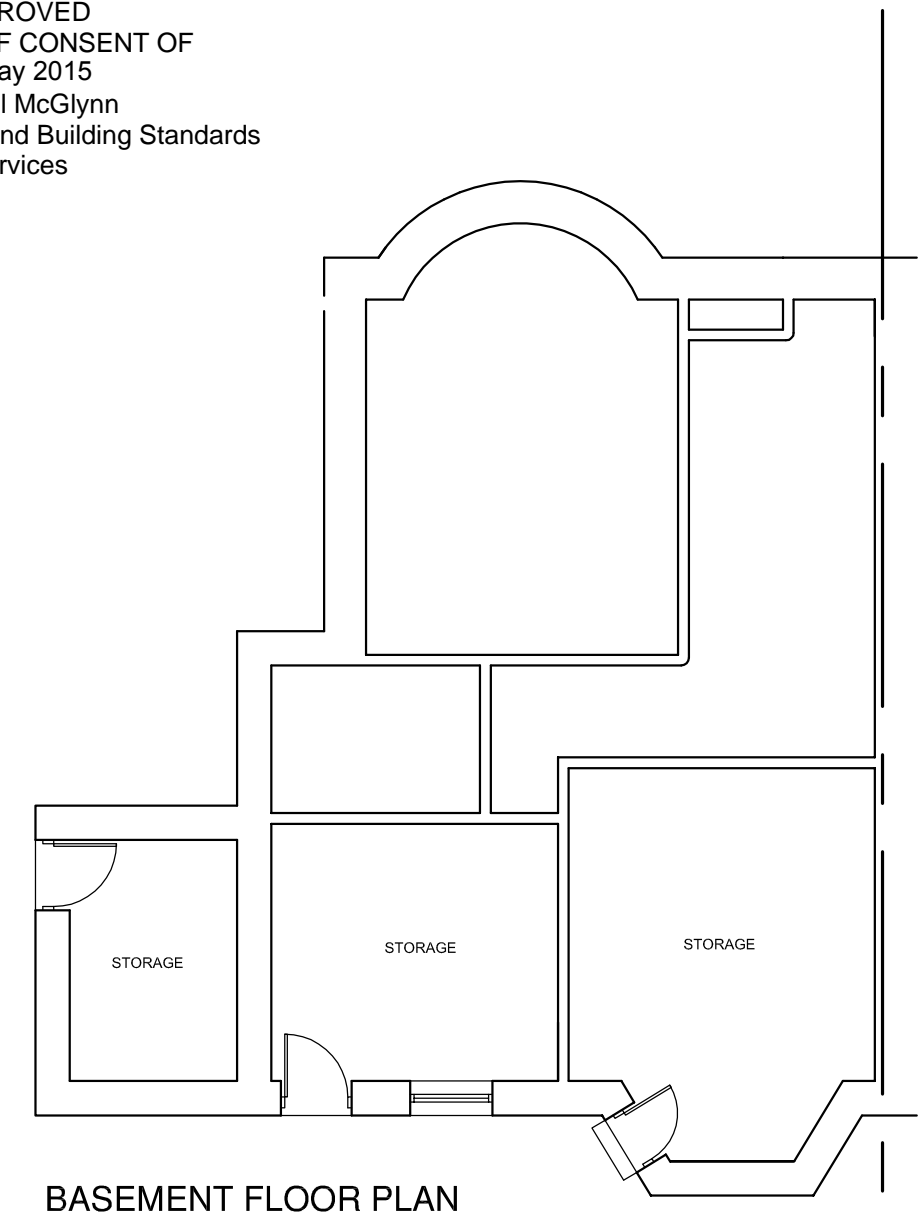 ROVED
F CONSENT OF
ay 2015
l McGlynn
nd Building Standards
rvices
STORAGE
STORAGE
STORAGE
BASEMENT FLOOR PLAN